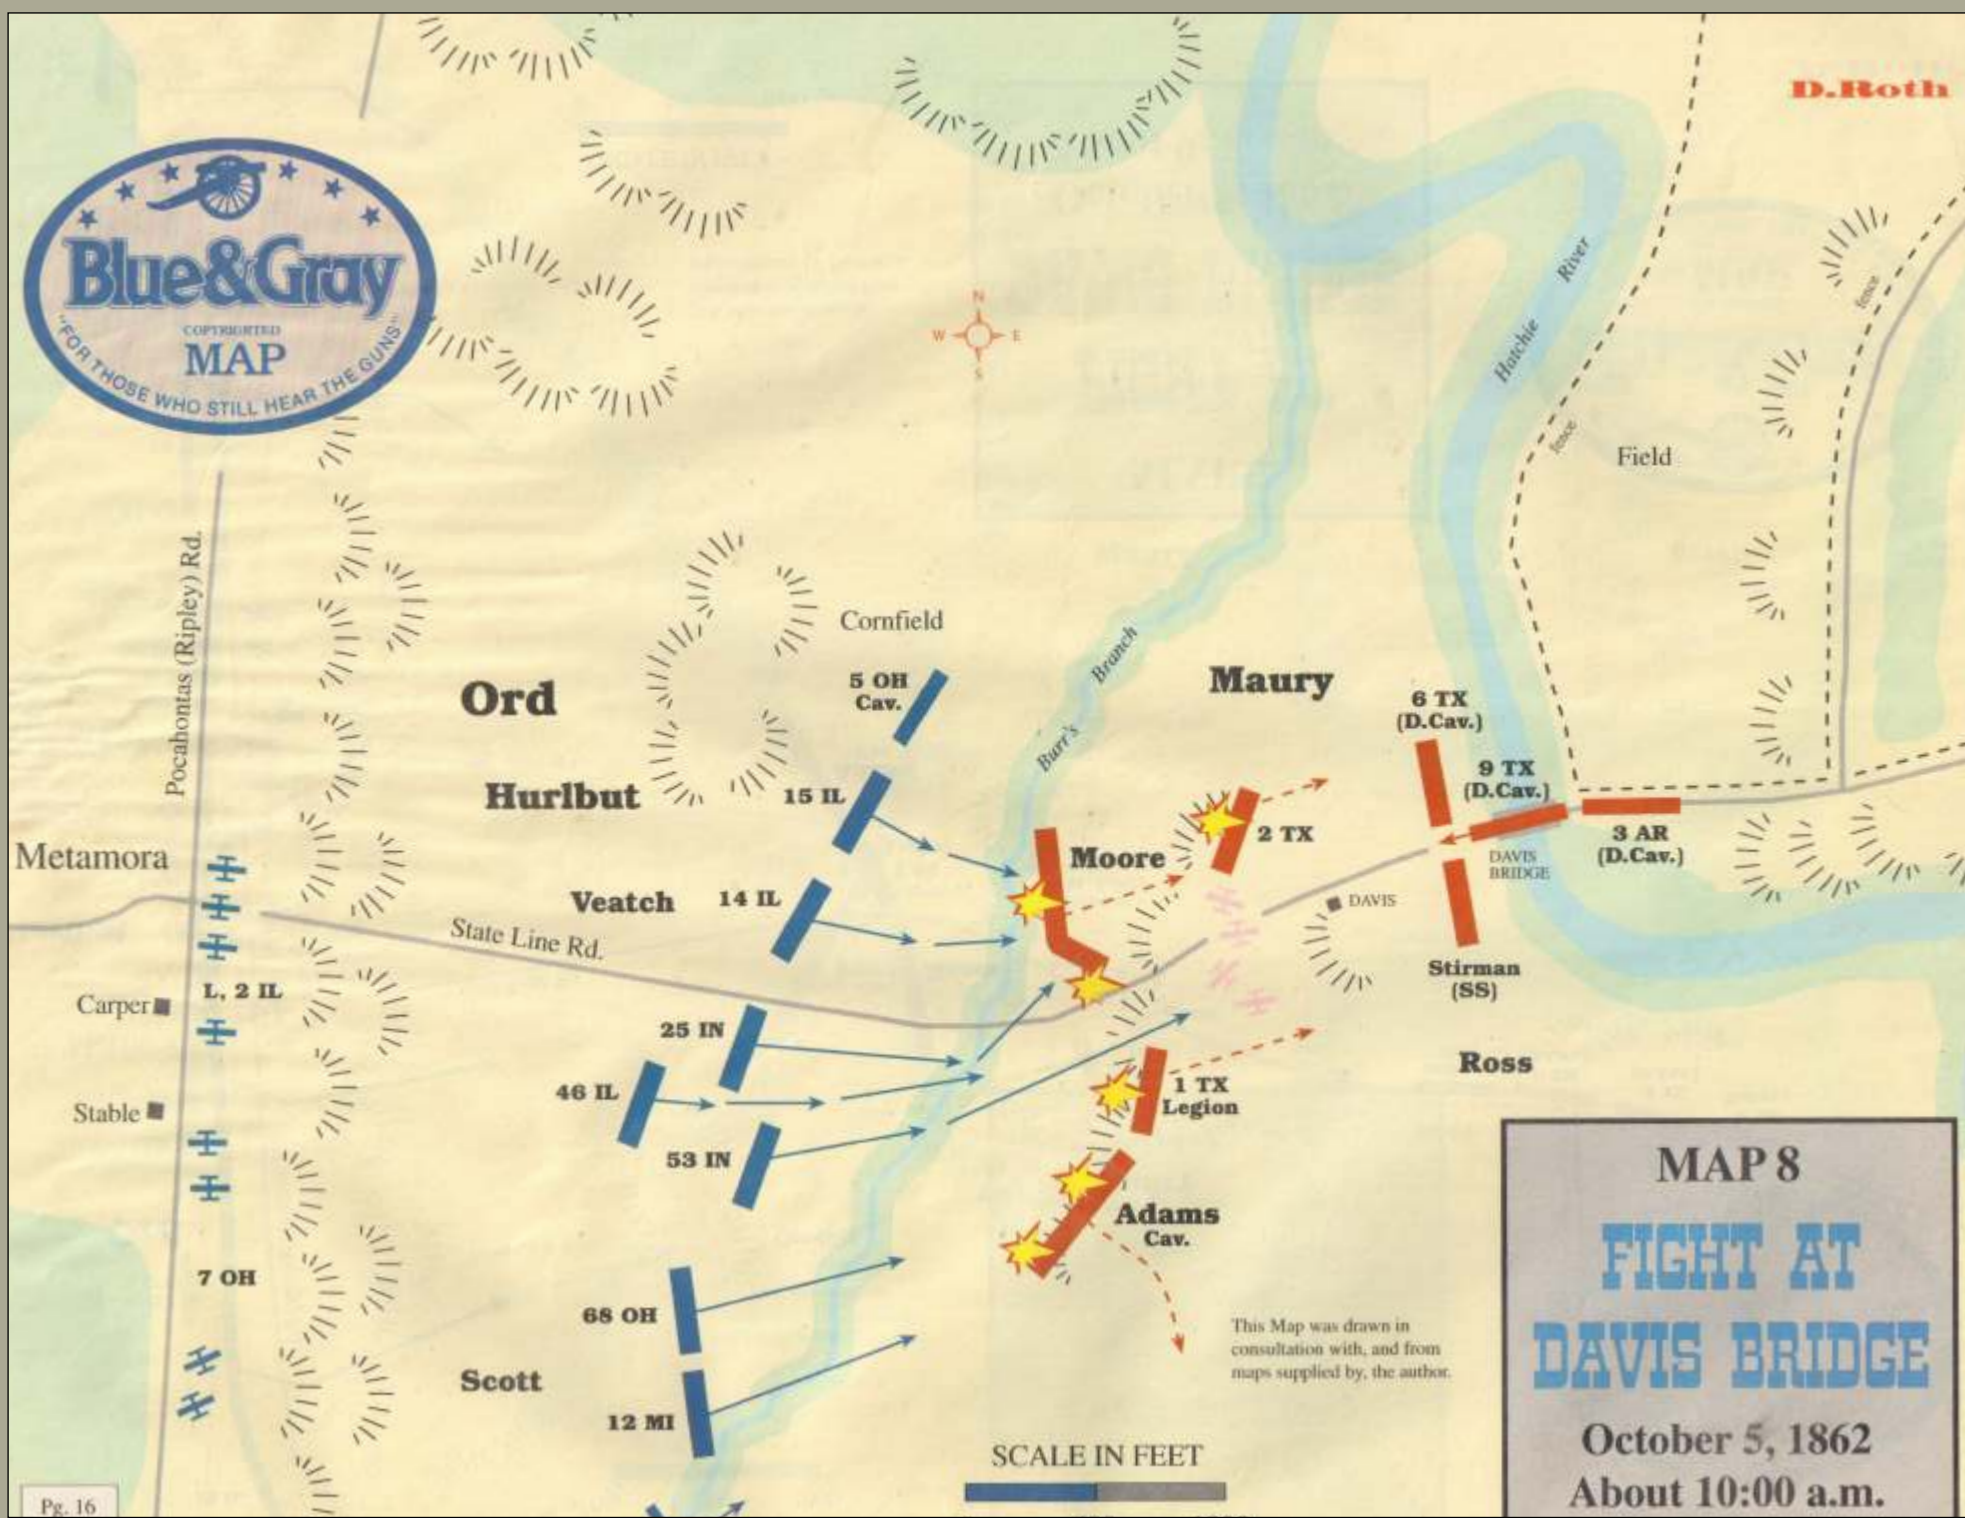 D.Roth
Blue&Gray
COPYRIGHTED
MAP
"FOR THOSE WHO STILL HEAR THE GUNS"
N
W
E
S
Hatchie River
fence
fence
Field
Pocahontas (Ripley) Rd.
Cornfield
Burr's Branch
Ord
5 OH
Cav.
Maury
6 TX
(D.Cav.)
Hurlbut
15 IL
9 TX
(D.Cav.)
2 TX
3 AR
(D.Cav.)
Metamora
Moore
DAVIS
BRIDGE
Veatch
14 IL
DAVIS
State Line Rd.
Stirman
(SS)
Carper
L, 2 IL
25 IN
Ross
46 IL
1 TX
Legion
Stable
53 IN
Adams
Cav.
7 OH
68 OH
Scott
12 MI
This Map was drawn in
consultation with, and from
maps supplied by, the author.
SCALE IN FEET
MAP 8
FIGHT AT
DAVIS BRIDGE
October 5, 1862
About 10:00 a.m.
Pg. 16